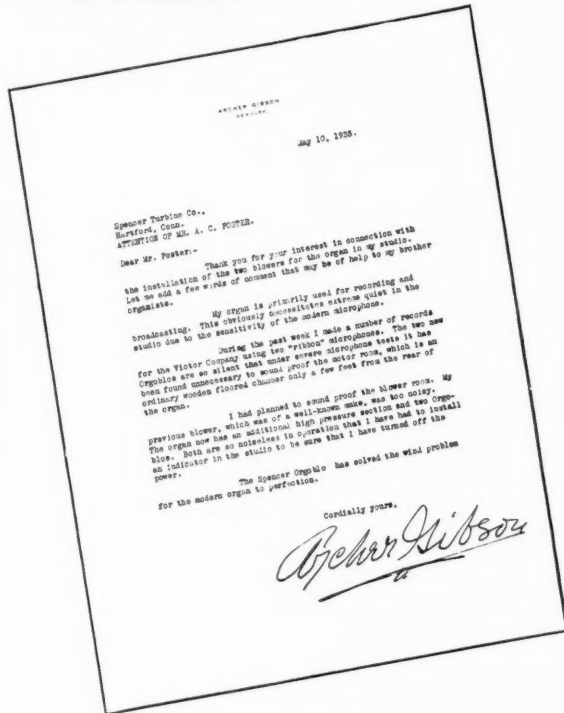 ARCHER GIBSON
NEW YORK
May 10, 1935.
Spencer Turbine Co.,
Hartford, Conn.
ATTENTION OF MR. A. C. FOSTER.
Dear Mr. Foster:-
Thank you for your interest in connection with
the installation of the two blowers for the organ in my studio.
Let me add a few words of comment that may be of help to my brother
organists.
My organ is primarily used for recording and
broadcasting. This obviously necessitates extreme quiet in the
studio due to the sensitivity of the modern microphone.
During the past week I made a number of records
for the Victor Company using two "ribbon" microphones. The two new
Orgoblos are so silent that under severe microphone tests it has
been found unnecessary to sound proof the motor room, which is an
ordinary wooden floored chamber only a few feet from the rear of
the organ.
I had planned to sound proof the blower room. My
previous blower, which was of a well-known make, was too noisy.
The organ now has an additional high pressure section and two Orgo-
blos. Both are so noiseless in operation that I have had to install
an indicator in the studio to be sure that I have turned off the
power.
The Spencer Orgoblo has solved the wind problem
for the modern organ to perfection.
Cordially yours,
Archer Gibson